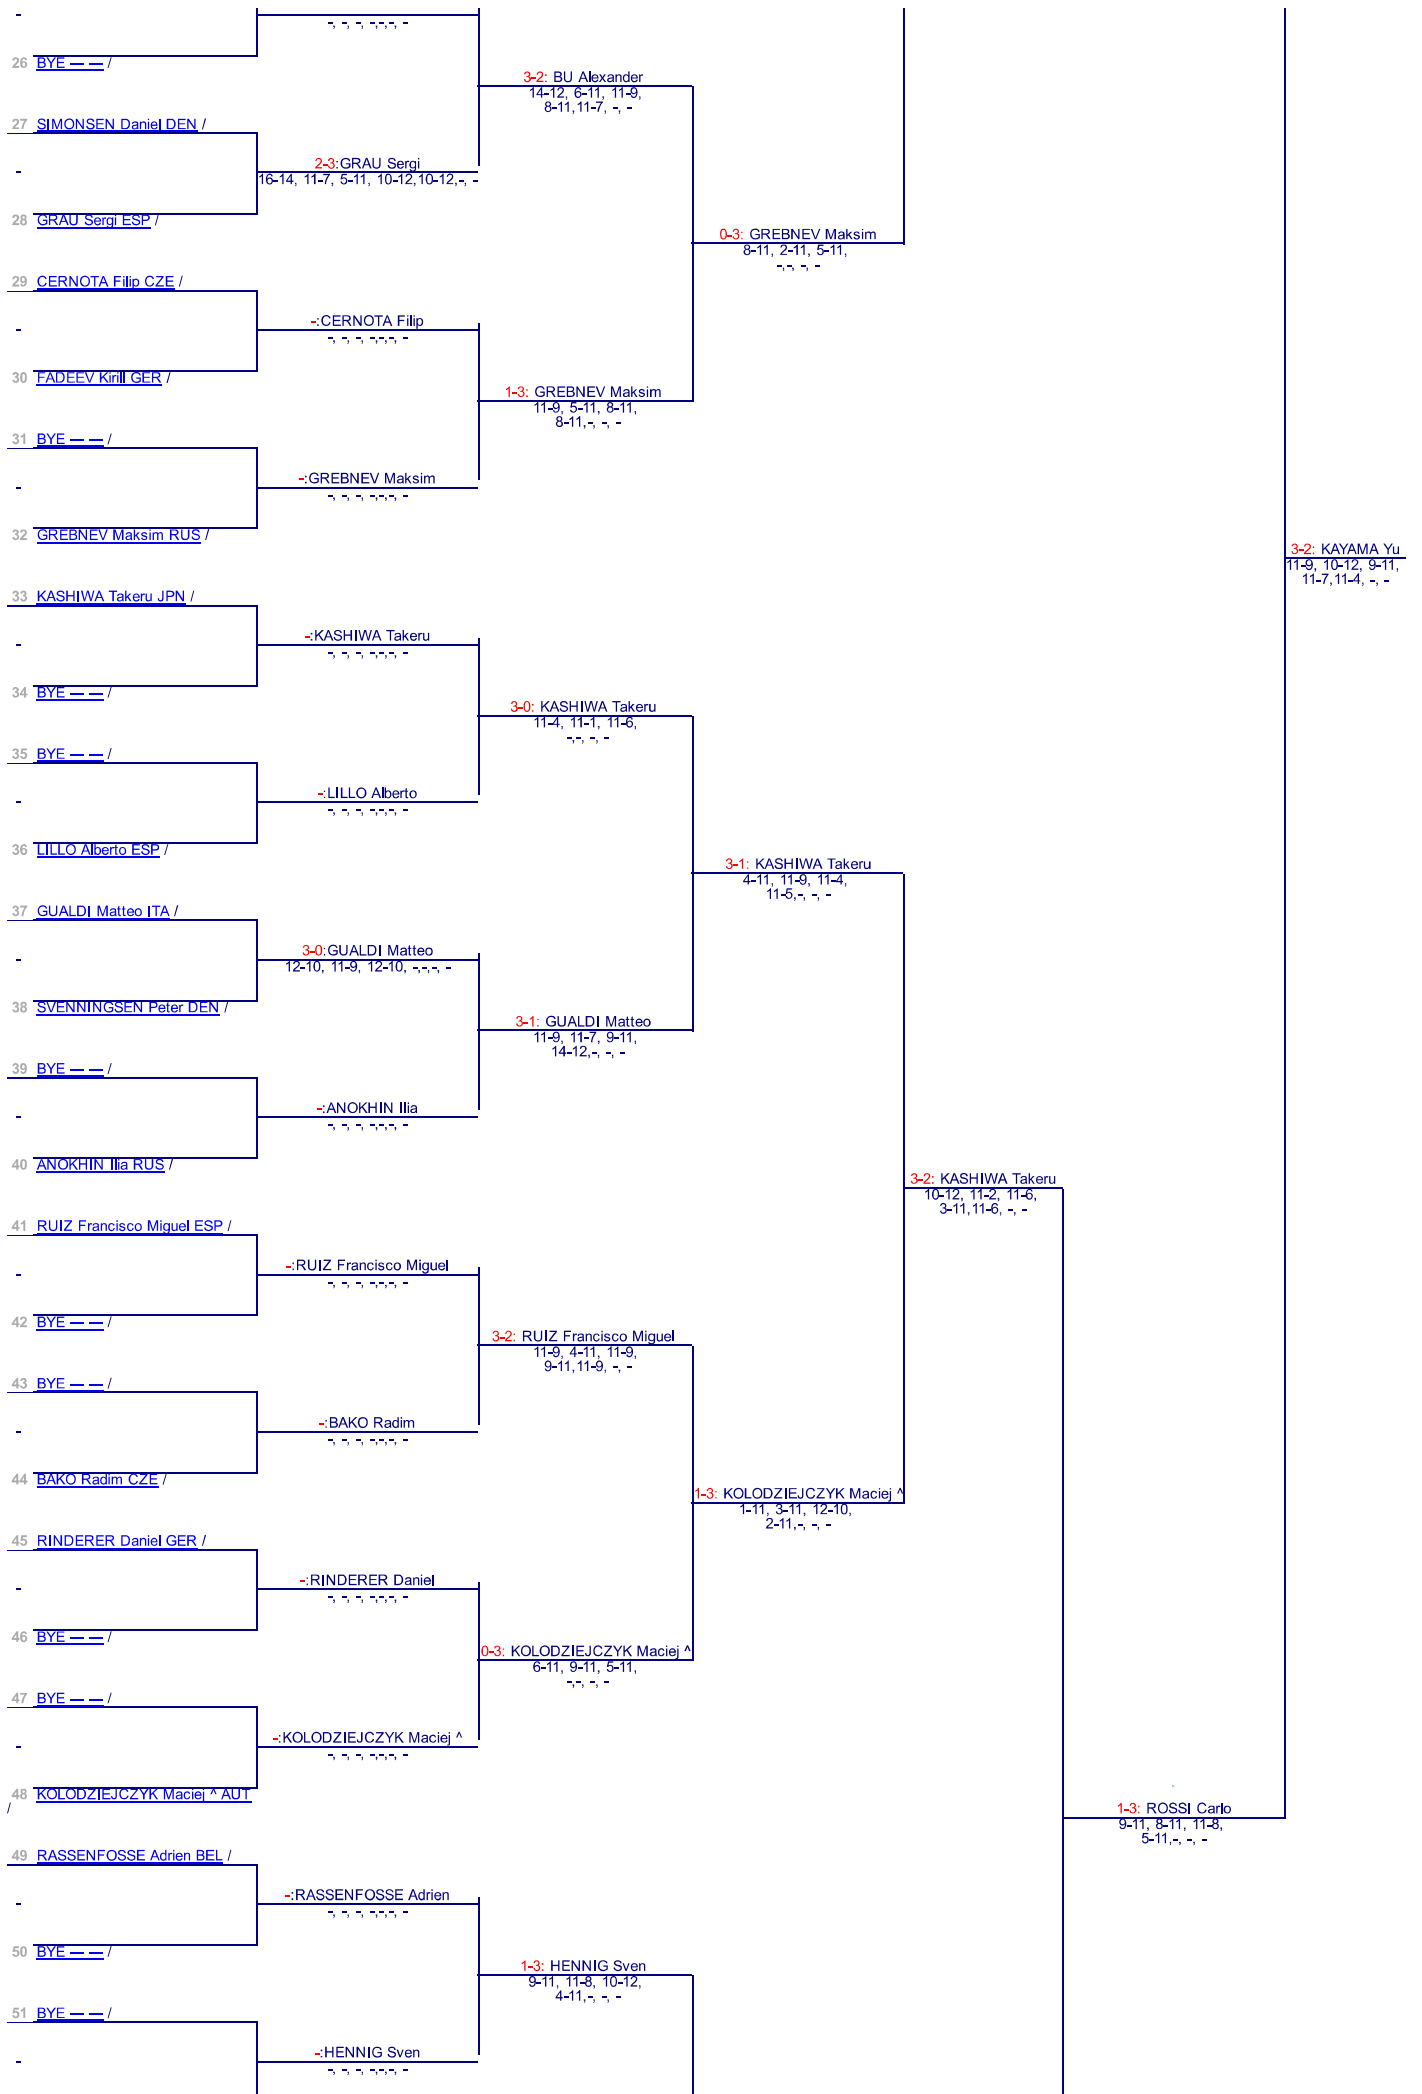 -
-, -, -, -,-,-, -
26 BYE — — /
3-2: BU Alexander
14-12, 6-11, 11-9,
8-11,11-7, -, -
27 SIMONSEN Daniel DEN /
-
2-3:GRAU Sergi
16-14, 11-7, 5-11, 10-12,10-12,-, -
28 GRAU Sergi ESP /
0-3: GREBNEV Maksim
8-11, 2-11, 5-11,
-,-, -, -
29 CERNOTA Filip CZE /
-
-:CERNOTA Filip
-, -, -, -,-,-, -
30 FADEEV Kirill GER /
1-3: GREBNEV Maksim
11-9, 5-11, 8-11,
8-11,-, -, -
31 BYE — — /
-
-:GREBNEV Maksim
-, -, -, -,-,-, -
32 GREBNEV Maksim RUS /
3-2: KAYAMA Yu
11-9, 10-12, 9-11,
11-7,11-4, -, -
33 KASHIWA Takeru JPN /
-
-:KASHIWA Takeru
-, -, -, -,-,-, -
34 BYE — — /
3-0: KASHIWA Takeru
11-4, 11-1, 11-6,
-,-, -, -
35 BYE — — /
-
-:LILLO Alberto
-, -, -, -,-,-, -
36 LILLO Alberto ESP /
3-1: KASHIWA Takeru
4-11, 11-9, 11-4,
11-5,-, -, -
37 GUALDI Matteo ITA /
-
3-0:GUALDI Matteo
12-10, 11-9, 12-10, -,-,-, -
38 SVENNINGSEN Peter DEN /
3-1: GUALDI Matteo
11-9, 11-7, 9-11,
14-12,-, -, -
39 BYE — — /
-
-:ANOKHIN Ilia
-, -, -, -,-,-, -
40 ANOKHIN Ilia RUS /
3-2: KASHIWA Takeru
10-12, 11-2, 11-6,
3-11,11-6, -, -
41 RUIZ Francisco Miguel ESP /
-
-:RUIZ Francisco Miguel
-, -, -, -,-,-, -
42 BYE — — /
3-2: RUIZ Francisco Miguel
11-9, 4-11, 11-9,
9-11,11-9, -, -
43 BYE — — /
-
-:BAKO Radim
-, -, -, -,-,-, -
44 BAKO Radim CZE /
1-3: KOLODZIEJCZYK Maciej ^
1-11, 3-11, 12-10,
2-11,-, -, -
45 RINDERER Daniel GER /
-
-:RINDERER Daniel
-, -, -, -,-,-, -
46 BYE — — /
0-3: KOLODZIEJCZYK Maciej ^
6-11, 9-11, 5-11,
-,-, -, -
47 BYE — — /
-
-:KOLODZIEJCZYK Maciej ^
-, -, -, -,-,-, -
48 KOLODZIEJCZYK Maciej ^ AUT
/
1-3: ROSSI Carlo
9-11, 8-11, 11-8,
5-11,-, -, -
49 RASSENFOSSE Adrien BEL /
-
-:RASSENFOSSE Adrien
-, -, -, -,-,-, -
50 BYE — — /
1-3: HENNIG Sven
9-11, 11-8, 10-12,
4-11,-, -, -
51 BYE — — /
-
-:HENNIG Sven
-, -, -, -,-,-, -